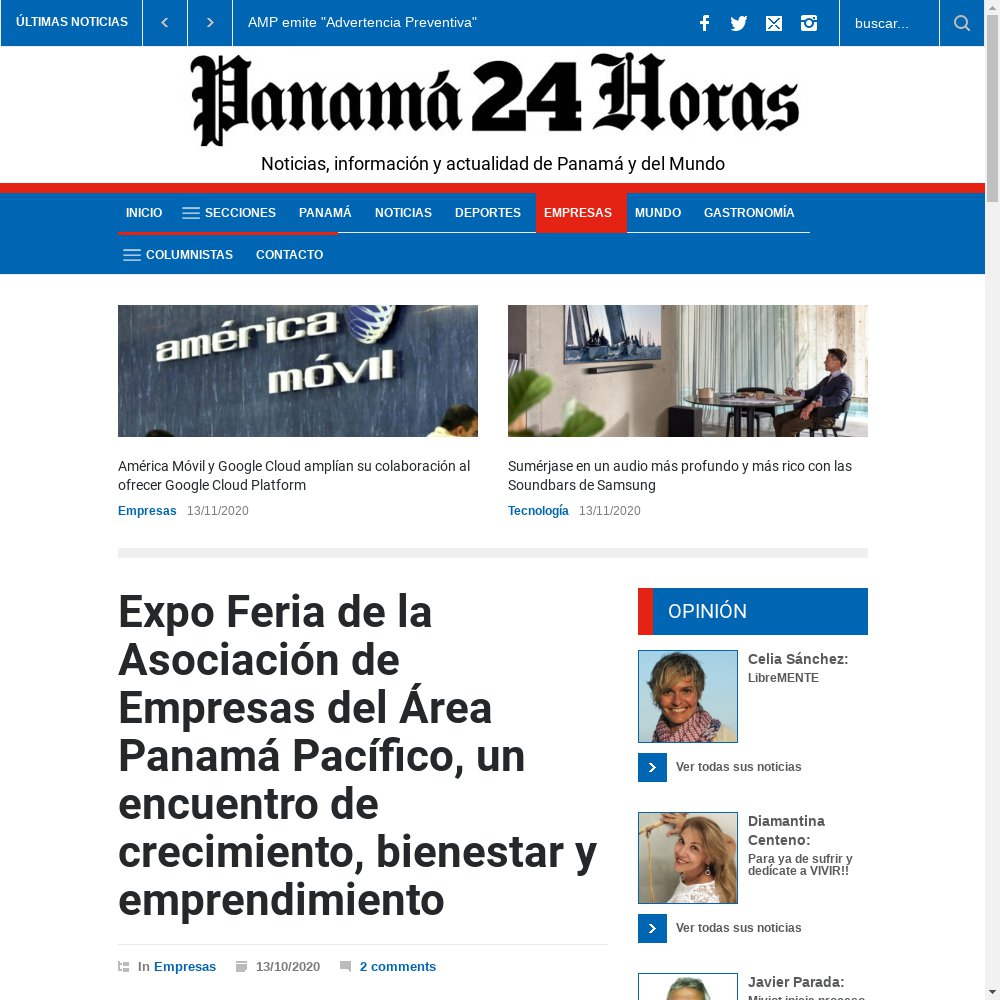 ÚLTIMAS NOTICIAS
AMP emite "Advertencia Preventiva"
buscar...
Panamá 24 Horas
Noticias, información y actualidad de Panamá y del Mundo
INICIO
SECCIONES
PANAMÁ
NOTICIAS
DEPORTES
EMPRESAS
MUNDO
GASTRONOMÍA
COLUMNISTAS
CONTACTO
américa
móvil
América Móvil y Google Cloud amplían su colaboración al
ofrecer Google Cloud Platform
Empresas 13/11/2020
Sumérjase en un audio más profundo y más rico con las
Soundbars de Samsung
Tecnología 13/11/2020
Expo Feria de la
Asociación de
Empresas del Área
Panamá Pacífico, un
encuentro de
crecimiento, bienestar y
emprendimiento
In Empresas 13/10/2020 2 comments
OPINIÓN
Celia Sánchez:
LibreMENTE
Ver todas sus noticias
Diamantina
Centeno:
Para ya de sufrir y
dedícate a VIVIR!!
Ver todas sus noticias
Javier Parada: